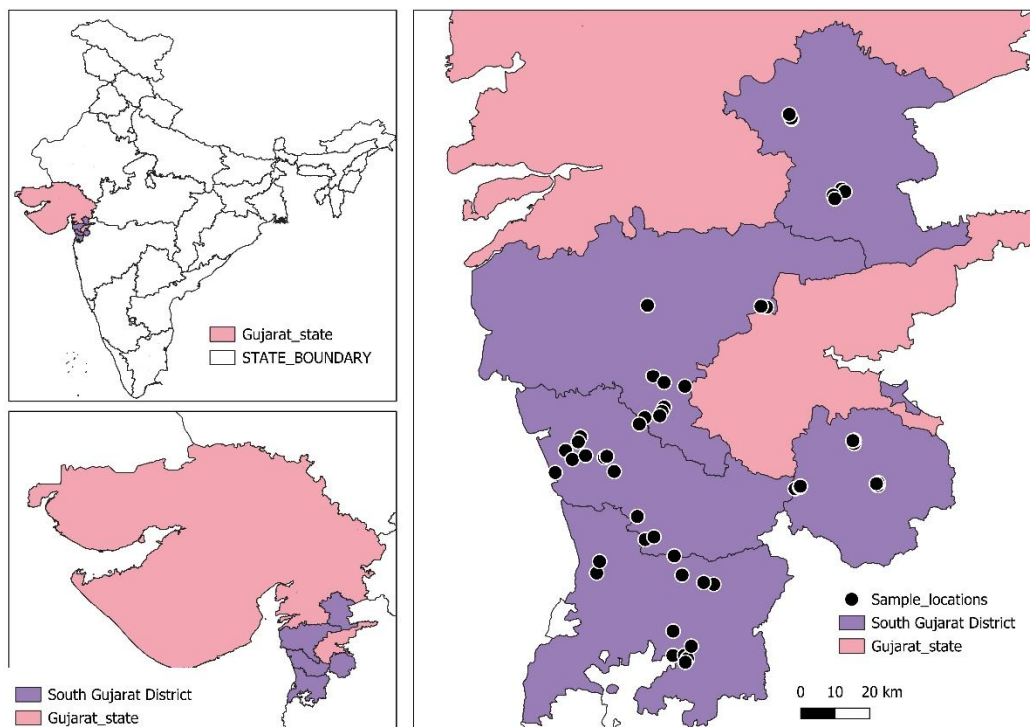 Gujarat_state
STATE_BOUNDARY
South Gujarat District
Gujarat_state
Sample_locations
South Gujarat District
Gujarat_state
0 10 20 km